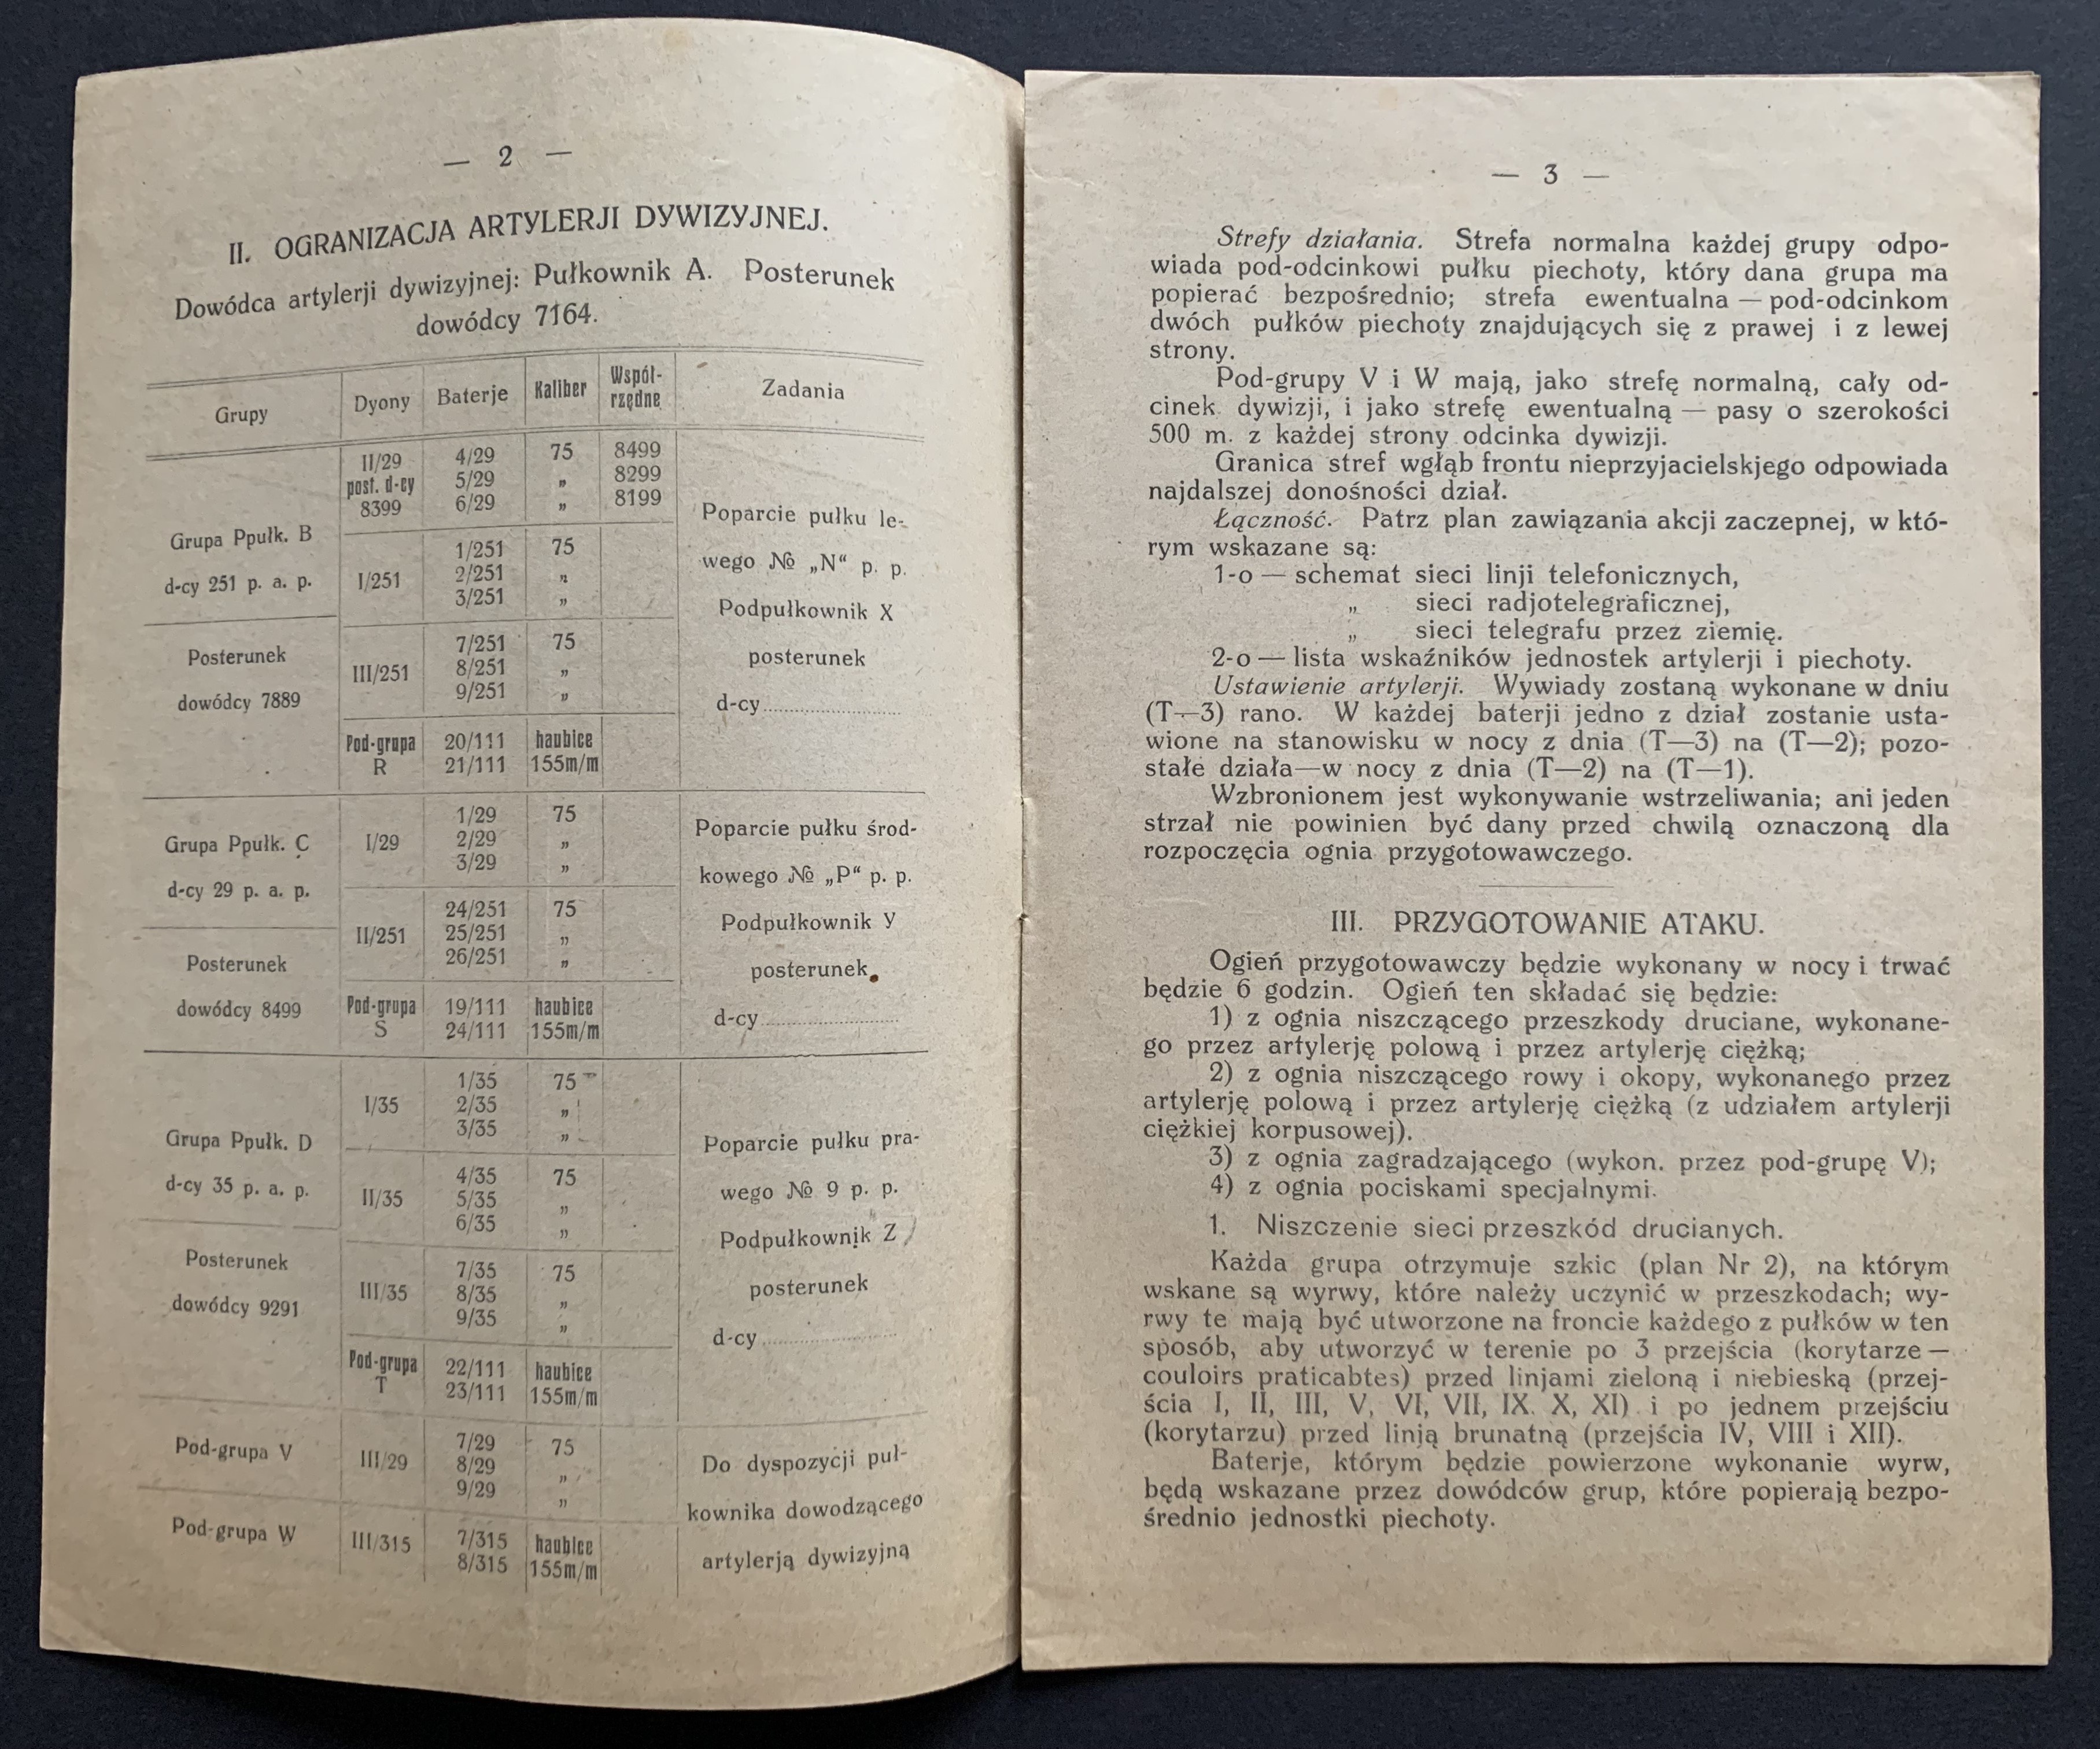 — 2 —
II. OGRANIZACJA ARTYLERJI DYWIZYJNEJ.
Dowódca artylerji dywizyjnej: Pułkownik A. Posterunek
dowódcy 7164.
Grupy Dyony Baterje Kaliber Współ-
rzędne Zadania
Grupa Ppułk. B
d-cy 251 p. a. p.
Posterunek
dowódcy 7889
II/29
post. d-cy
8399
4/29 75 8499
5/29 „ 8299
6/29 „ 8199
I/251
1/251 75
2/251 „
3/251 „
III/251
7/251 75
8/251 „
9/251 „
Pod-grupa
R
20/111 haubice
21/111 155m/m
Poparcie pułku le-
wego № „N“ p. p.
Podpułkownik X
posterunek
d-cy
Grupa Ppułk. C
d-cy 29 p. a. p.
Posterunek
dowódcy 8499
I/29
1/29 75
2/29 „
3/29 „
II/251
24/251 75
25/251 „
26/251 „
Pod-grupa
S
19/111 haubice
24/111 155m/m
Poparcie pułku środ-
kowego № „P“ p. p.
Podpułkownik Y
posterunek
d-cy
Grupa Ppułk. D
d-cy 35 p. a. p.
Posterunek
dowódcy 9291
I/35
1/35 75
2/35 „
3/35 „
II/35
4/35 75
5/35 „
6/35 „
III/35
7/35 75
8/35 „
9/35 „
Pod-grupa
T
22/111 haubice
23/111 155m/m
Poparcie pułku pra-
wego № 9 p. p.
Podpułkownik Z
posterunek
d-cy
Pod-grupa V
III/29
7/29 75
8/29 „
9/29 „
Pod-grupa W
III/315
7/315 haubice
8/315 155m/m
Do dyspozycji puł-
kownika dowodzącego
artylerją dywizyjną
— 3 —
Strefy działania. Strefa normalna każdej grupy odpo-
wiada pod-odcinkowi pułku piechoty, który dana grupa ma
popierać bezpośrednio; strefa ewentualna — pod-odcinkom
dwóch pułków piechoty znajdujących się z prawej i z lewej
strony.
Pod-grupy V i W mają, jako strefę normalną, cały od-
cinek dywizji, i jako strefę ewentualną — pasy o szerokości
500 m. z każdej strony odcinka dywizji.
Granica stref wgłąb frontu nieprzyjacielskjego odpowiada
najdalszej donośności dział.
Łączność. Patrz plan zawiązania akcji zaczepnej, w któ-
rym wskazane są:
1-o — schemat sieci linji telefonicznych,
„ sieci radjotelegraficznej,
„ sieci telegrafu przez ziemię.
2-o — lista wskaźników jednostek artylerji i piechoty.
Ustawienie artylerji. Wywiady zostaną wykonane w dniu
(T—3) rano. W każdej baterji jedno z dział zostanie usta-
wione na stanowisku w nocy z dnia (T—3) na (T—2); pozo-
stałe działa—w nocy z dnia (T—2) na (T—1).
Wzbronionem jest wykonywanie wstrzeliwania; ani jeden
strzał nie powinien być dany przed chwilą oznaczoną dla
rozpoczęcia ognia przygotowawczego.
III. PRZYGOTOWANIE ATAKU.
Ogień przygotowawczy będzie wykonany w nocy i trwać
będzie 6 godzin. Ogień ten składać się będzie:
1) z ognia niszczącego przeszkody druciane, wykonane-
go przez artylerję polową i przez artylerję ciężką;
2) z ognia niszczącego rowy i okopy, wykonanego przez
artylerję polową i przez artylerję ciężką (z udziałem artylerji
ciężkiej korpusowej).
3) z ognia zagradzającego (wykon. przez pod-grupę V);
4) z ognia pociskami specjalnymi.
1. Niszczenie sieci przeszkód drucianych.
Każda grupa otrzymuje szkic (plan Nr 2), na którym
wskane są wyrwy, które należy uczynić w przeszkodach; wy-
rwy te mają być utworzone na froncie każdego z pułków w ten
sposób, aby utworzyć w terenie po 3 przejścia (korytarze —
couloirs praticabtes) przed linjami zieloną i niebieską (przej-
ścia I, II, III, V, VI, VII, IX. X, XI) i po jednem przejściu
(korytarzu) przed linją brunatną (przejścia IV, VIII i XII).
Baterje, którym będzie powierzone wykonanie wyrw,
będą wskazane przez dowódców grup, które popierają bezpo-
średnio jednostki piechoty.